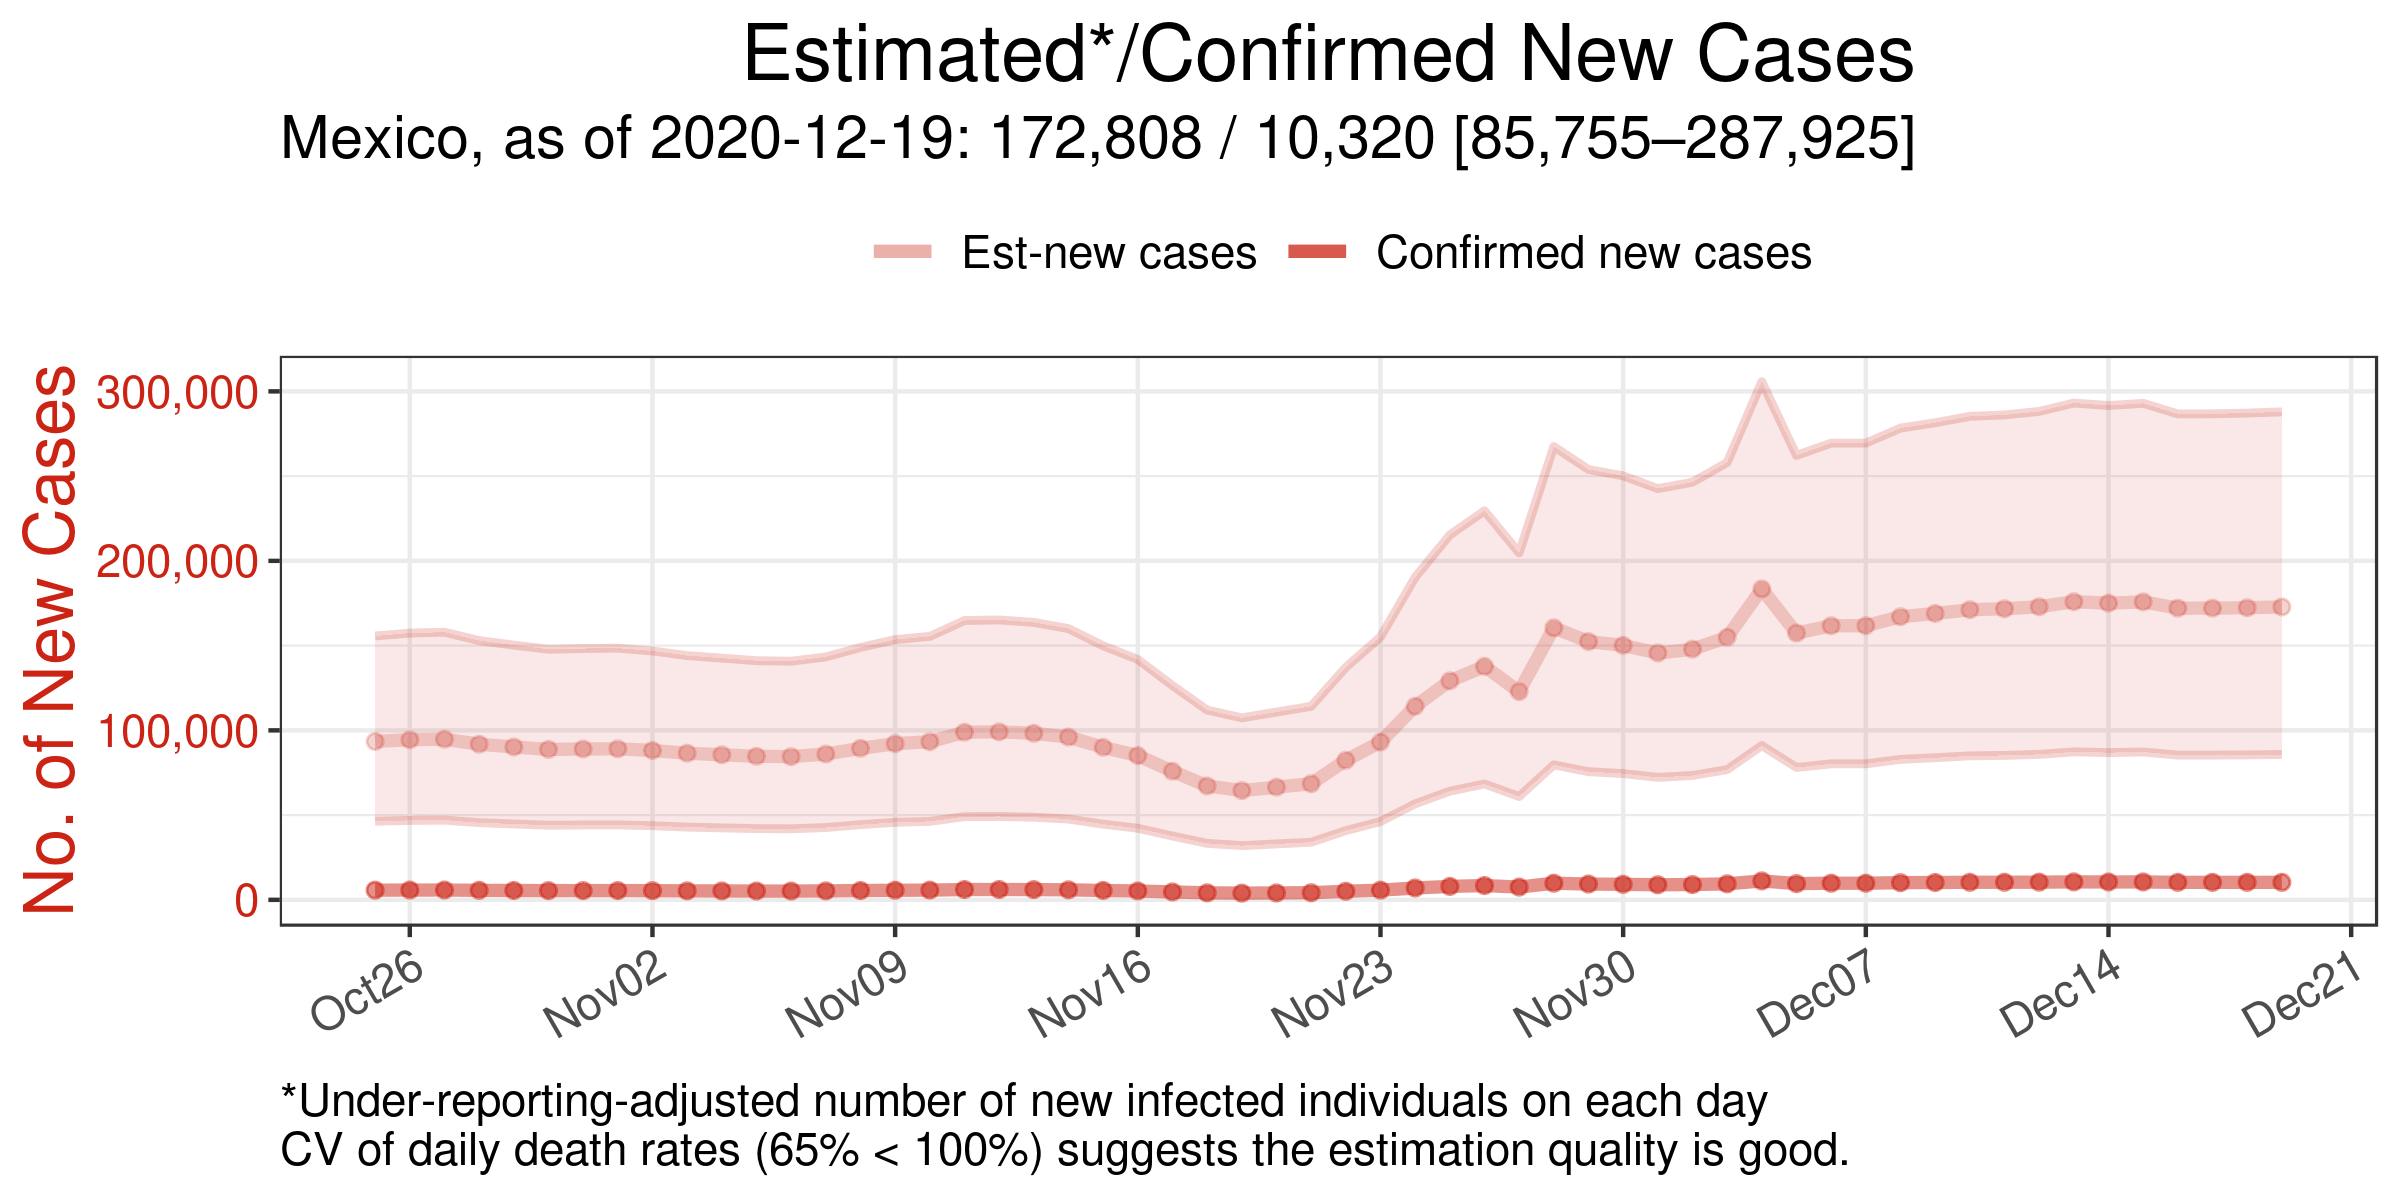 Estimated*/Confirmed New Cases
Mexico, as of 2020-12-19: 172,808 / 10,320 [85,755–287,925]
Est-new cases
Confirmed new cases
No. of New Cases
300,000
200,000
100,000
0
Oct26
Nov02
Nov09
Nov16
Nov23
Nov30
Dec07
Dec14
Dec21
*Under-reporting-adjusted number of new infected individuals on each day
CV of daily death rates (65% < 100%) suggests the estimation quality is good.